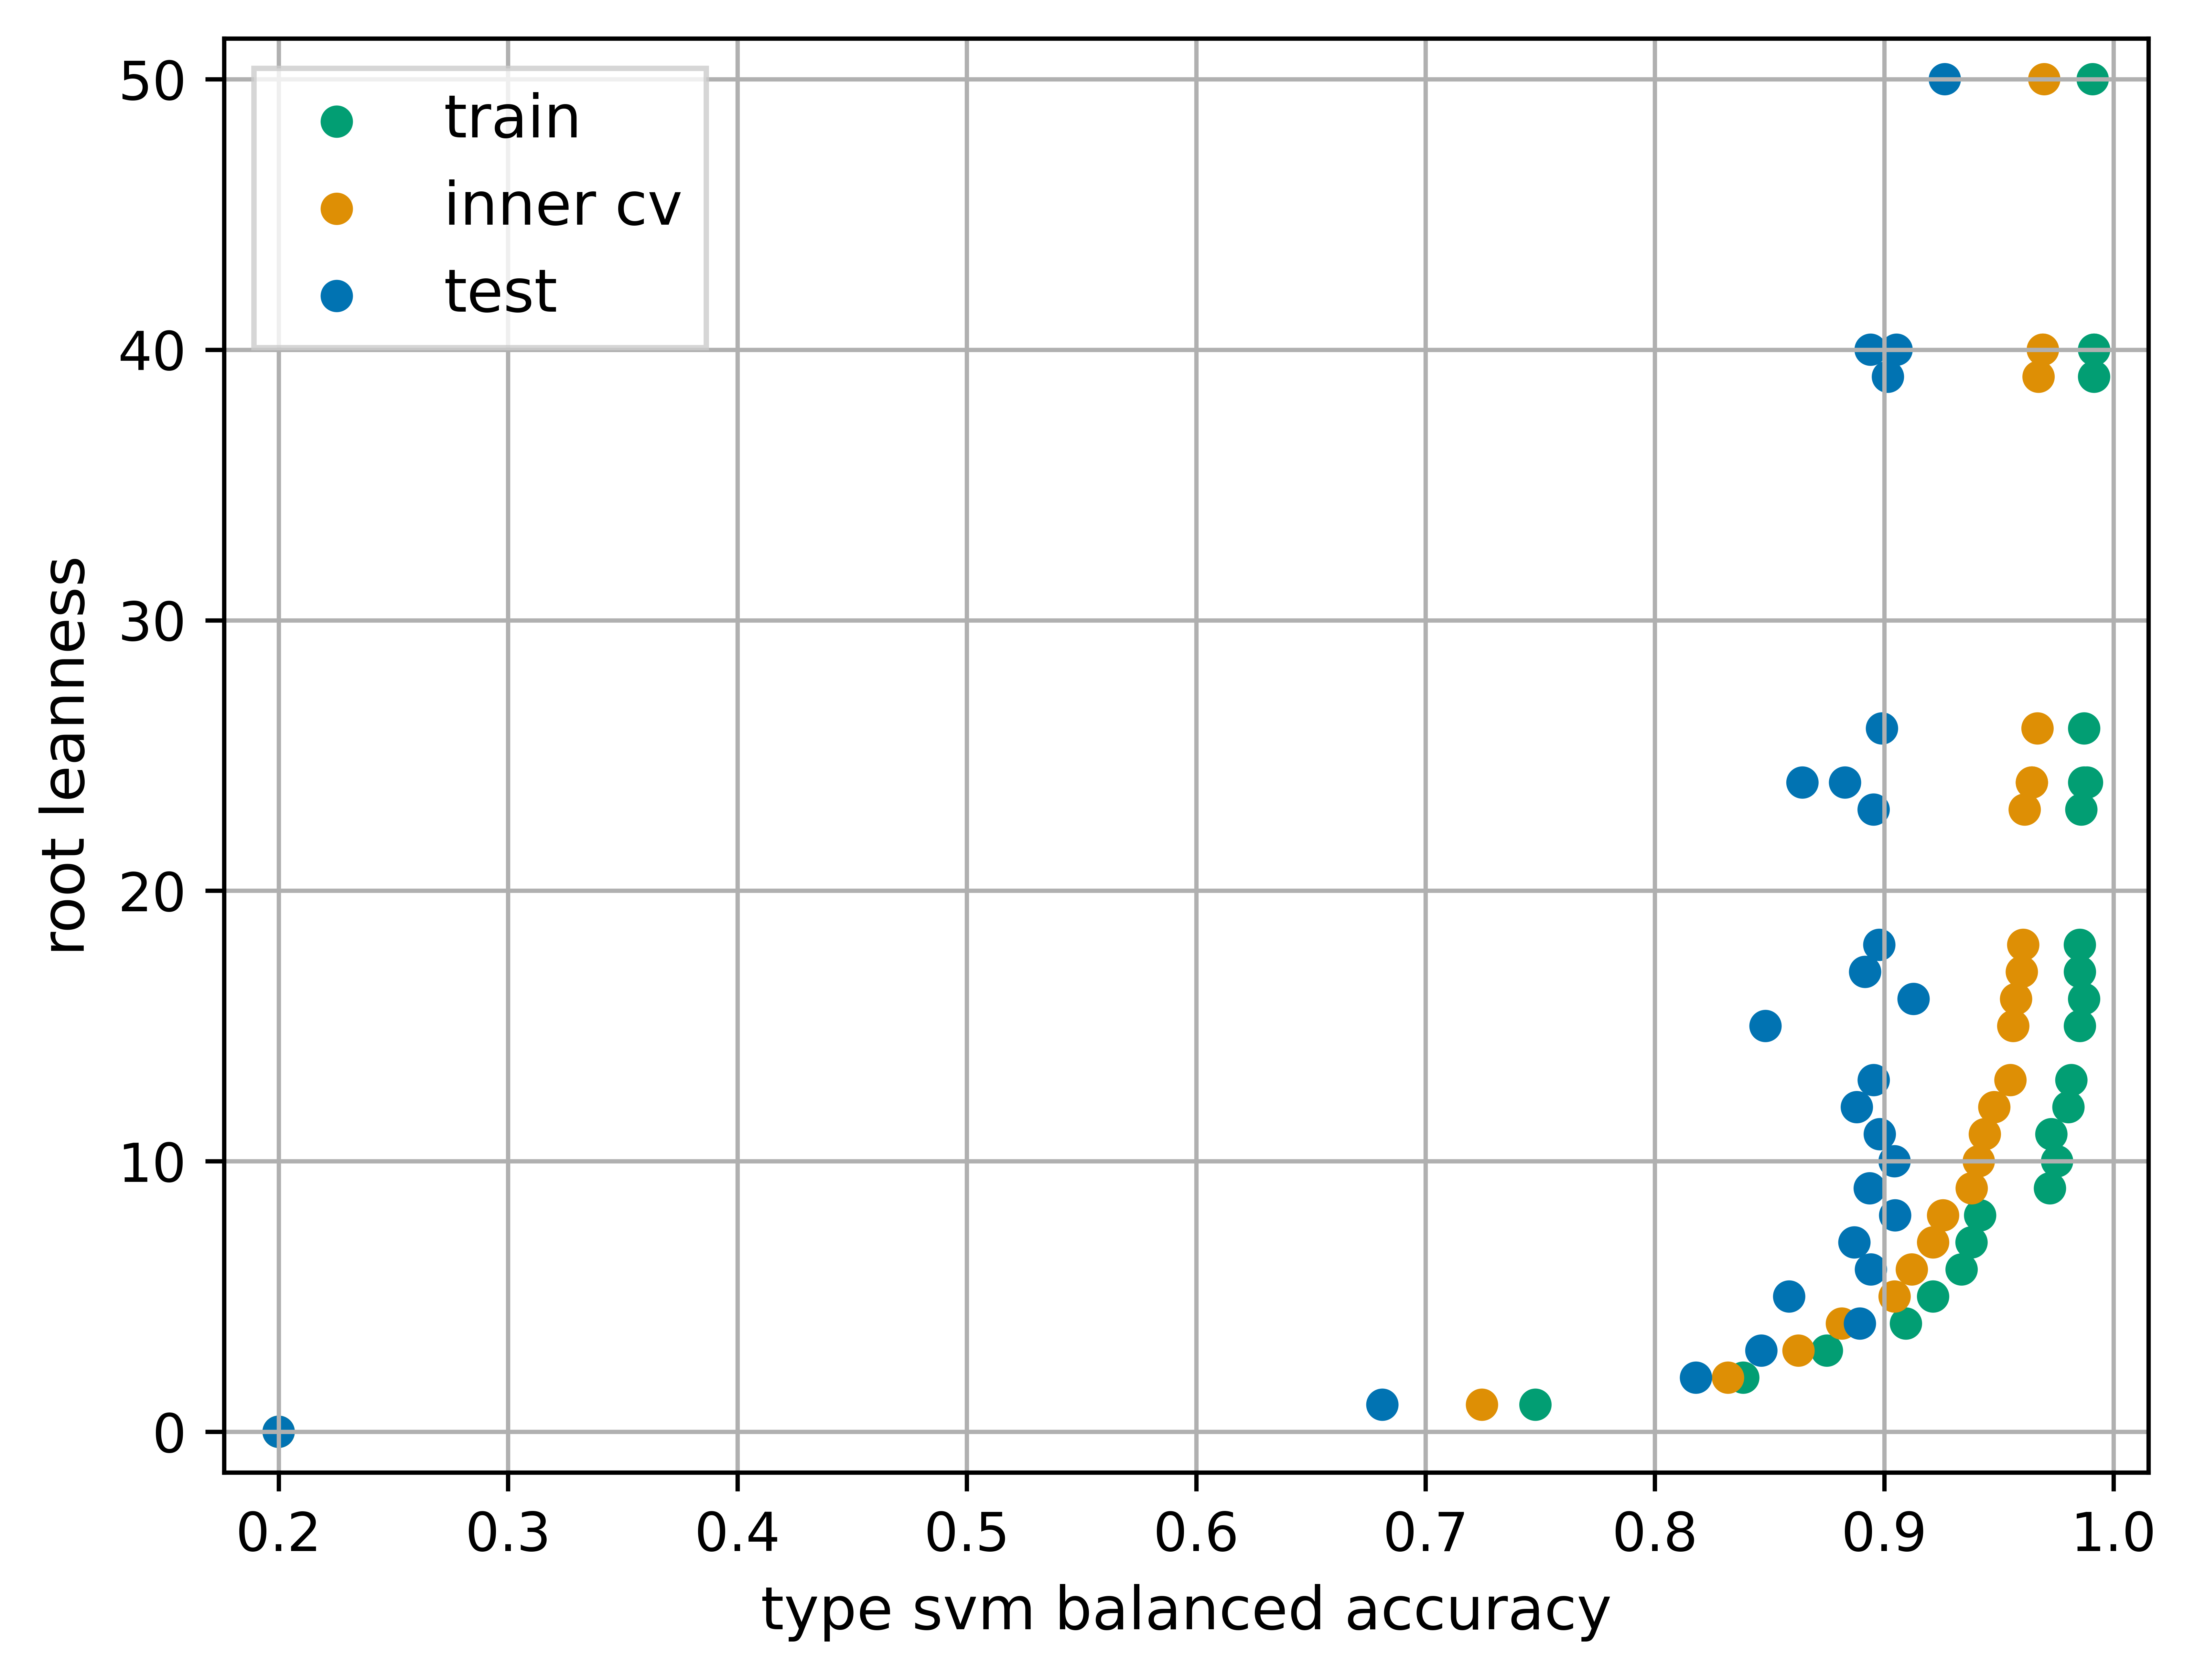 train
inner cv
test
50
40
30
20
10
0
root leanness
0.2 0.3 0.4 0.5 0.6 0.7 0.8 0.9 1.0
type svm balanced accuracy